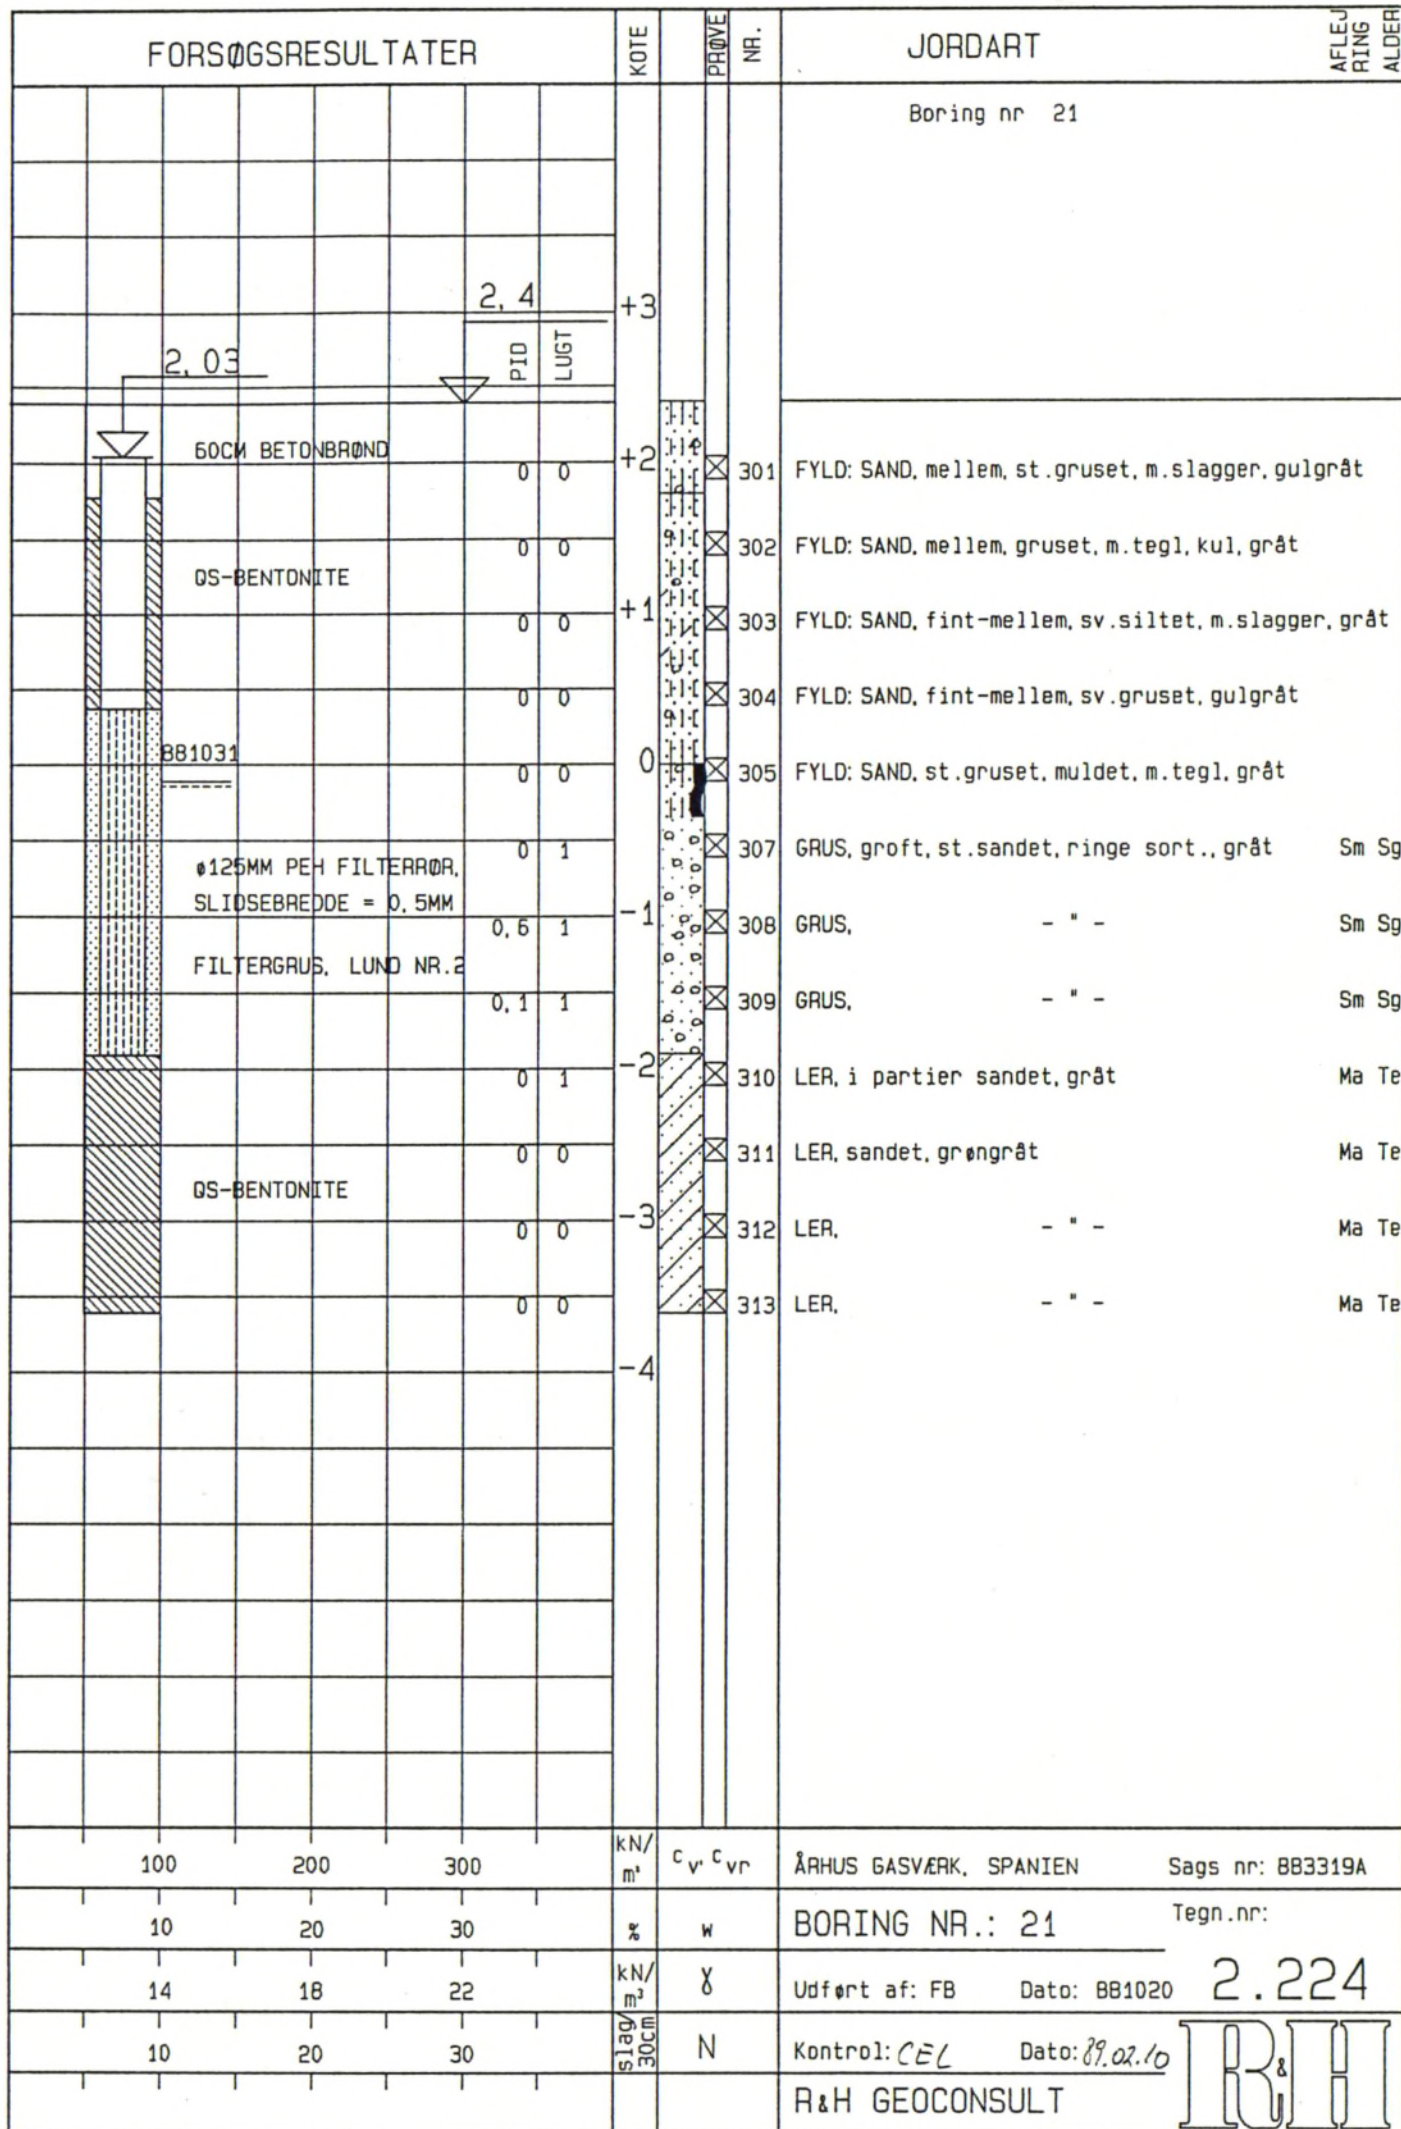 FORSØGSRESULTATER KOTE PRØVE NR. JORDART AFLEJ RING ALDER
Boring nr 21
2,4 +3
2,03 PID LUGT
60CM BETONBRØND
0 0 +2 301 FYLD: SAND, mellem, st.gruset, m.slagger, gulgråt
0 0 302 FYLD: SAND, mellem, gruset, m.tegl, kul, gråt
QS-BENTONITE
0 0 +1 303 FYLD: SAND, fint-mellem, sv.siltet, m.slagger, gråt
0 0 304 FYLD: SAND, fint-mellem, sv.gruset, gulgråt
881031
0 0 0 305 FYLD: SAND, st.gruset, muldet, m.tegl, gråt
0 1 307 GRUS, groft, st.sandet, ringe sort., gråt Sm Sg
ø125MM PEH FILTERRØR,
SLIDSEBREDDE = 0,5MM
0,6 1 -1 308 GRUS, - " - Sm Sg
FILTERGRUS, LUND NR.2
0,1 1 309 GRUS, - " - Sm Sg
0 1 -2 310 LER, i partier sandet, gråt Ma Te
0 0 311 LER, sandet, grøngråt Ma Te
QS-BENTONITE
0 0 -3 312 LER, - " - Ma Te
0 0 313 LER, - " - Ma Te
-4
100 200 300 kN/m² cv, cvr ÅRHUS GASVÆRK, SPANIEN Sags nr: 883319A
10 20 30 % w BORING NR.: 21 Tegn.nr:
2.224
14 18 22 kN/m³ γ Udført af: FB Dato: 881020
10 20 30 slag/30cm N Kontrol: CEL Dato: 89.02.10
R&H GEOCONSULT
R&H